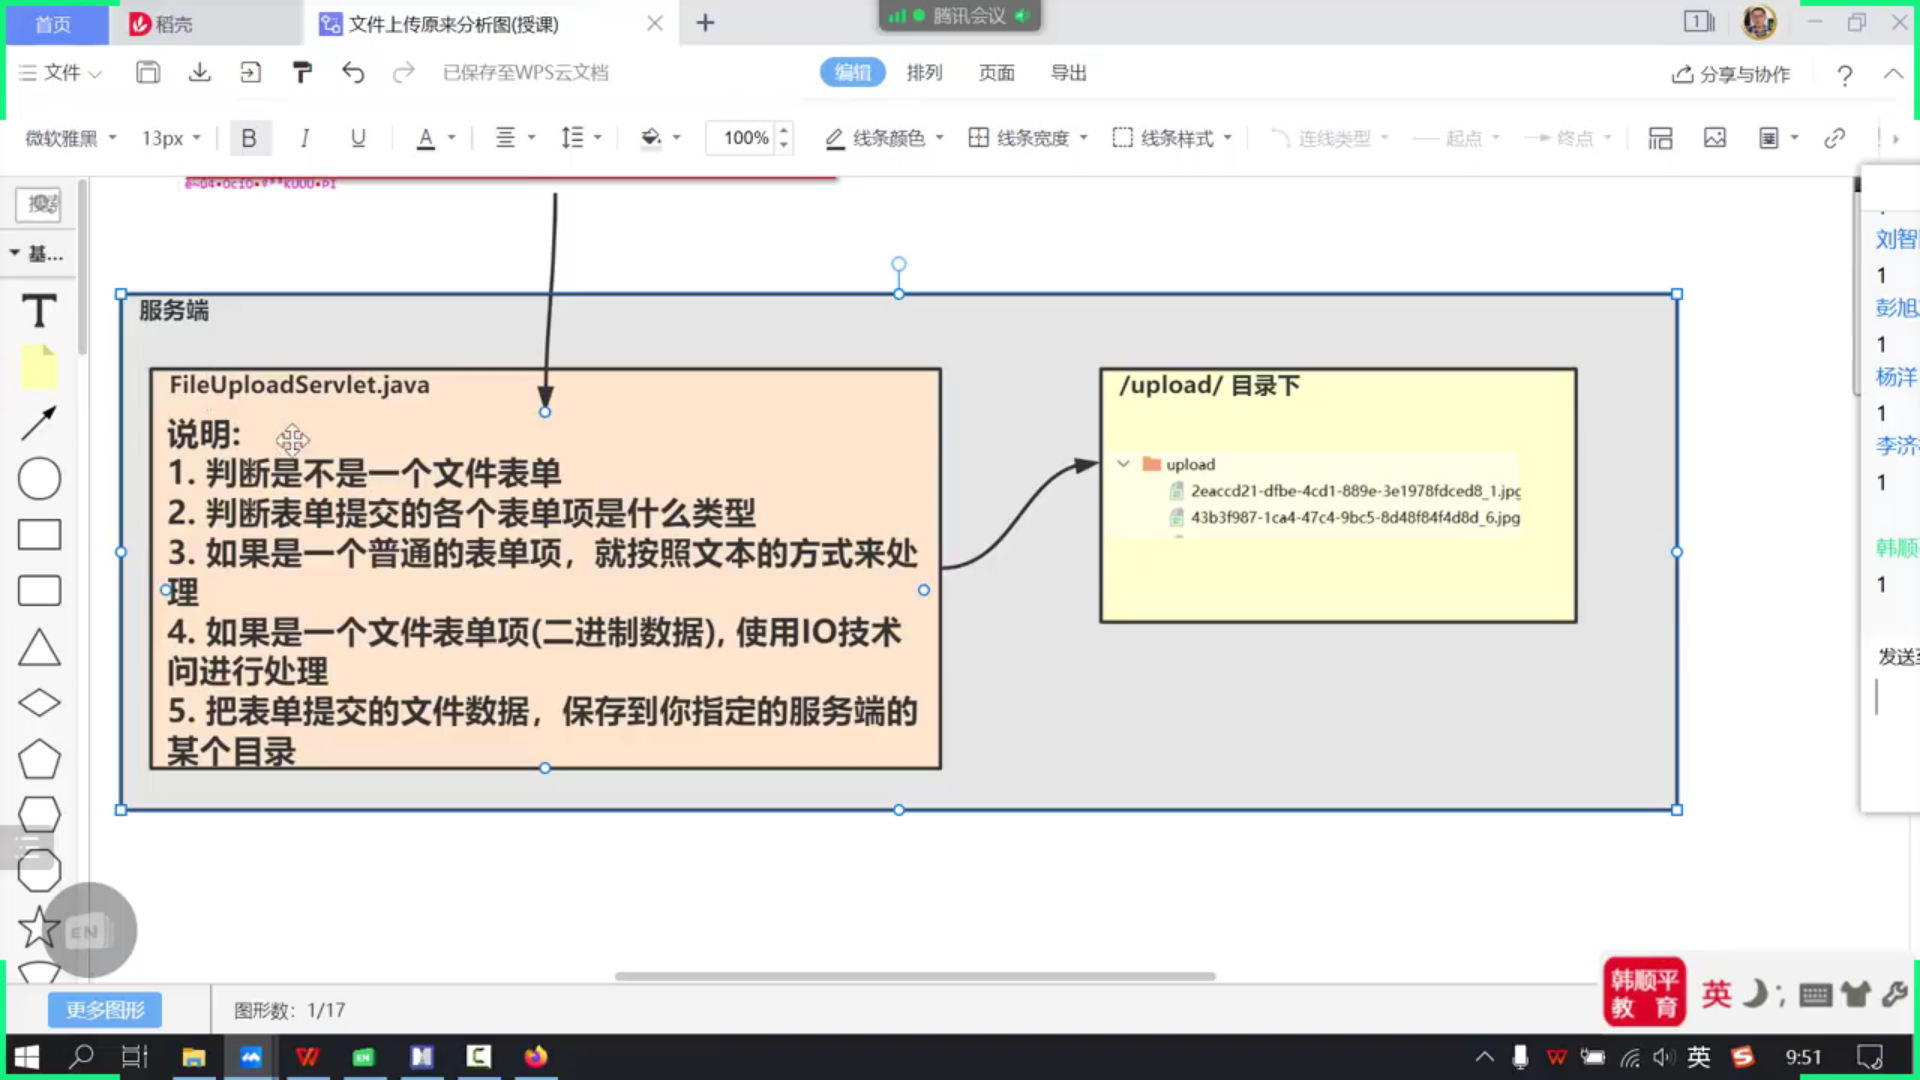 首页
稻壳
文件上传原来分析图(授课)
腾讯会议
1
文件
已保存至WPS云文档
编辑
排列
页面
导出
分享与协作
微软雅黑
13px
B
I
U
A
100%
线条颜色
线条宽度
线条样式
连线类型
起点
终点
基...
T
服务端
FileUploadServlet.java
说明:
1. 判断是不是一个文件表单
2. 判断表单提交的各个表单项是什么类型
3. 如果是一个普通的表单项，就按照文本的方式来处
理
4. 如果是一个文件表单项(二进制数据), 使用IO技术
问进行处理
5. 把表单提交的文件数据，保存到你指定的服务端的
某个目录
/upload/ 目录下
upload
2eaccd21-dfbe-4cd1-889e-3e1978fdced8_1.jpg
43b3f987-1ca4-47c4-9bc5-8d48f84f4d8d_6.jpg
刘智
1
彭旭
1
杨洋
1
李济
1
韩顺
1
发送至
EN
更多图形
图形数：1/17
韩顺平
教 育
英
英
9:51